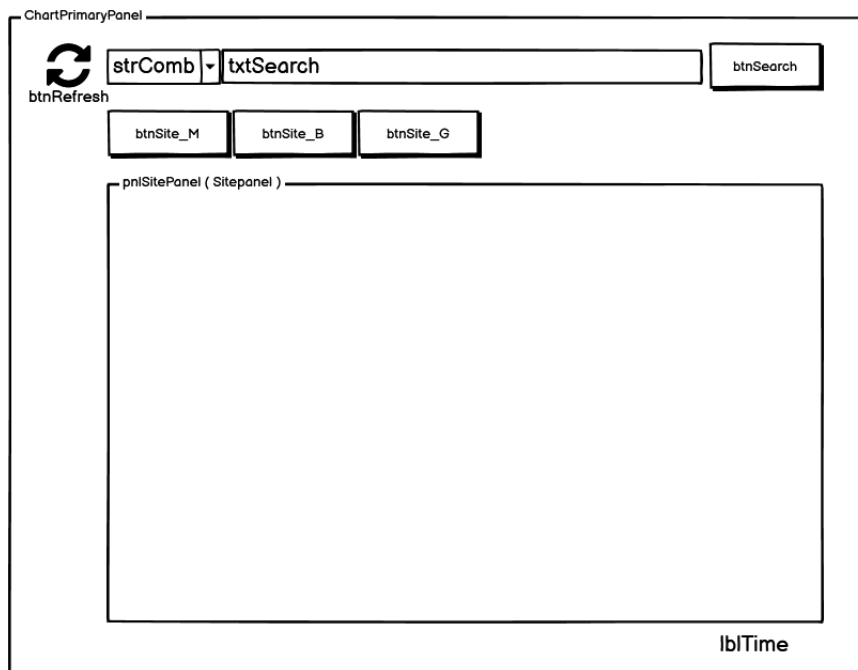 ChartPrimaryPanel
strComb txtSearch btnSearch
btnRefresh
btnSite_M btnSite_B btnSite_G
pnlSitePanel ( Sitepanel )
lblTime